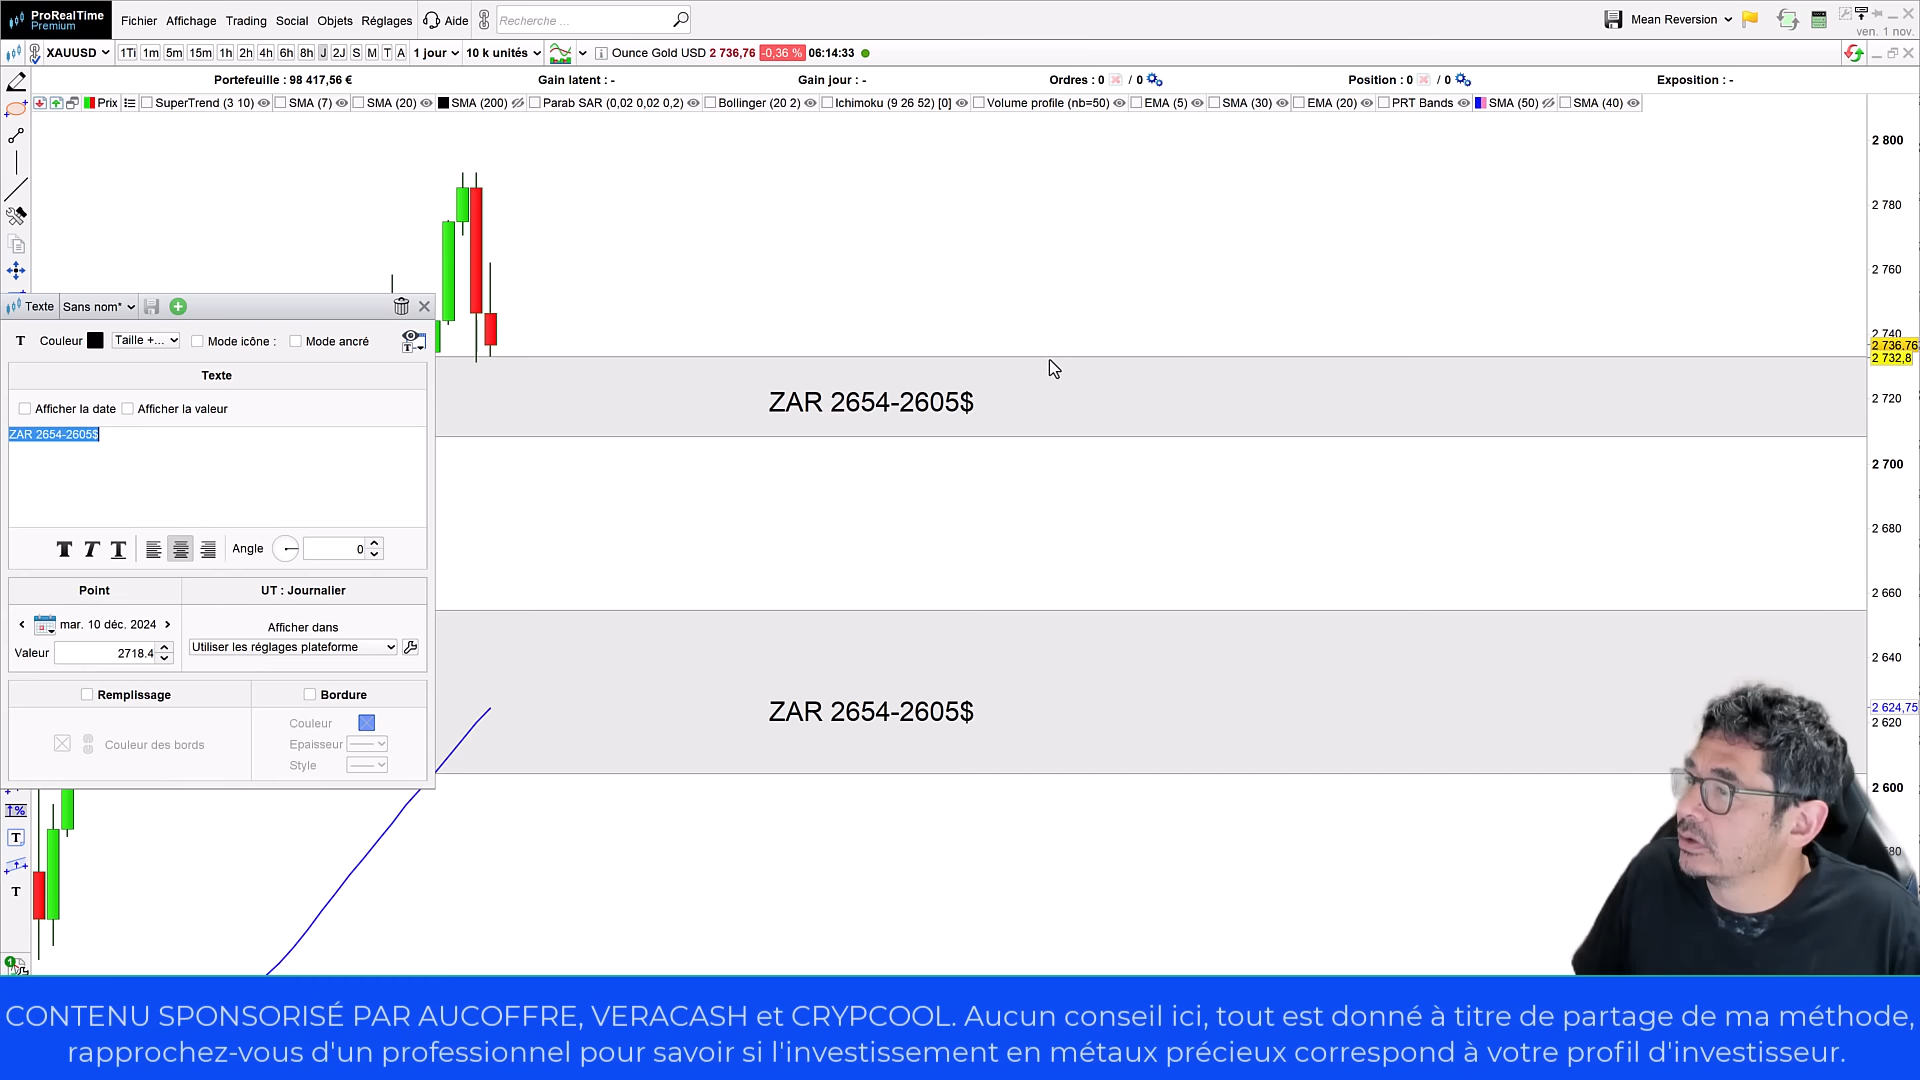 ProRealTime
Premium
Fichier Affichage Trading Social Objets Réglages Aide Recherche ... Mean Reversion
ven. 1 nov.
XAUUSD 1Ti 1m 5m 15m 1h 2h 4h 6h 8h J 2J S M T A 1 jour 10 k unités Ounce Gold USD 2 736,76 -0,36 % 06:14:33
Portefeuille : 98 417,56 € Gain latent : - Gain jour : - Ordres : 0 / 0 Position : 0 / 0 Exposition : -
Prix SuperTrend (3 10) SMA (7) SMA (20) SMA (200) Parab SAR (0,02 0,02 0,2) Bollinger (20 2) Ichimoku (9 26 52) [0] Volume profile (nb=50) EMA (5) SMA (30) EMA (20) PRT Bands SMA (50) SMA (40)
2 800
2 780
2 760
2 740
2 736,76
2 732,8
2 720
2 700
2 680
2 660
2 640
2 624,75
2 620
2 600
Texte Sans nom*
T Couleur Taille +... Mode icône : Mode ancré
Texte
Afficher la date Afficher la valeur
ZAR 2654-2605$
T T T Angle 0
Point UT : Journalier
mar. 10 déc. 2024 Afficher dans
Valeur 2718.4 Utiliser les réglages plateforme
Remplissage Bordure
Couleur
Couleur des bords Epaisseur
Style
ZAR 2654-2605$
ZAR 2654-2605$
CONTENU SPONSORISÉ PAR AUCOFFRE, VERACASH et CRYPCOOL. Aucun conseil ici, tout est donné à titre de partage de ma méthode,
rapprochez-vous d'un professionnel pour savoir si l'investissement en métaux précieux correspond à votre profil d'investisseur.